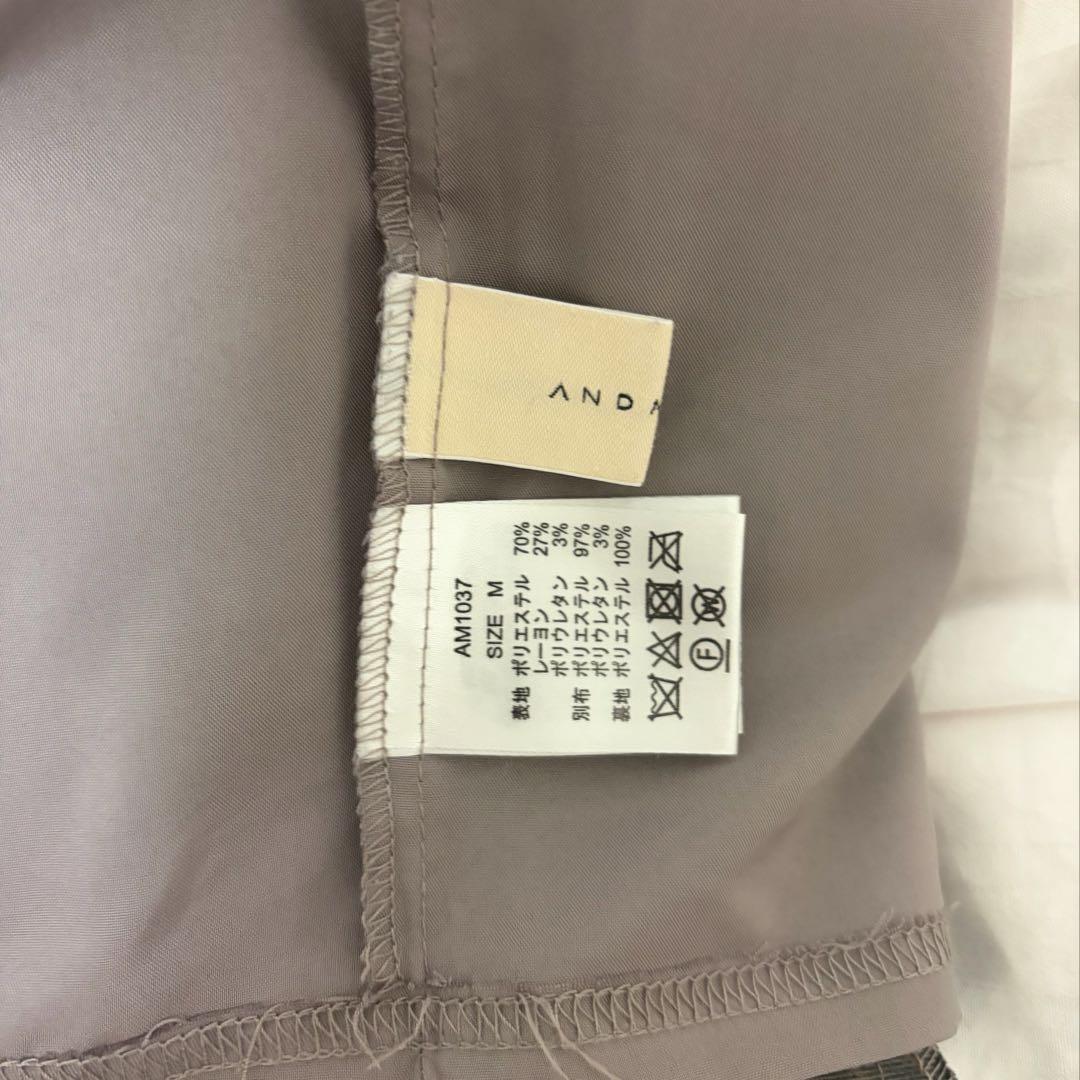 AND
AM1037
SIZE M
表地 ポリエステル 70%
レーヨン 27%
ポリウレタン 3%
別布 ポリエステル 97%
ポリウレタン 3%
裏地 ポリエステル 100%
F W